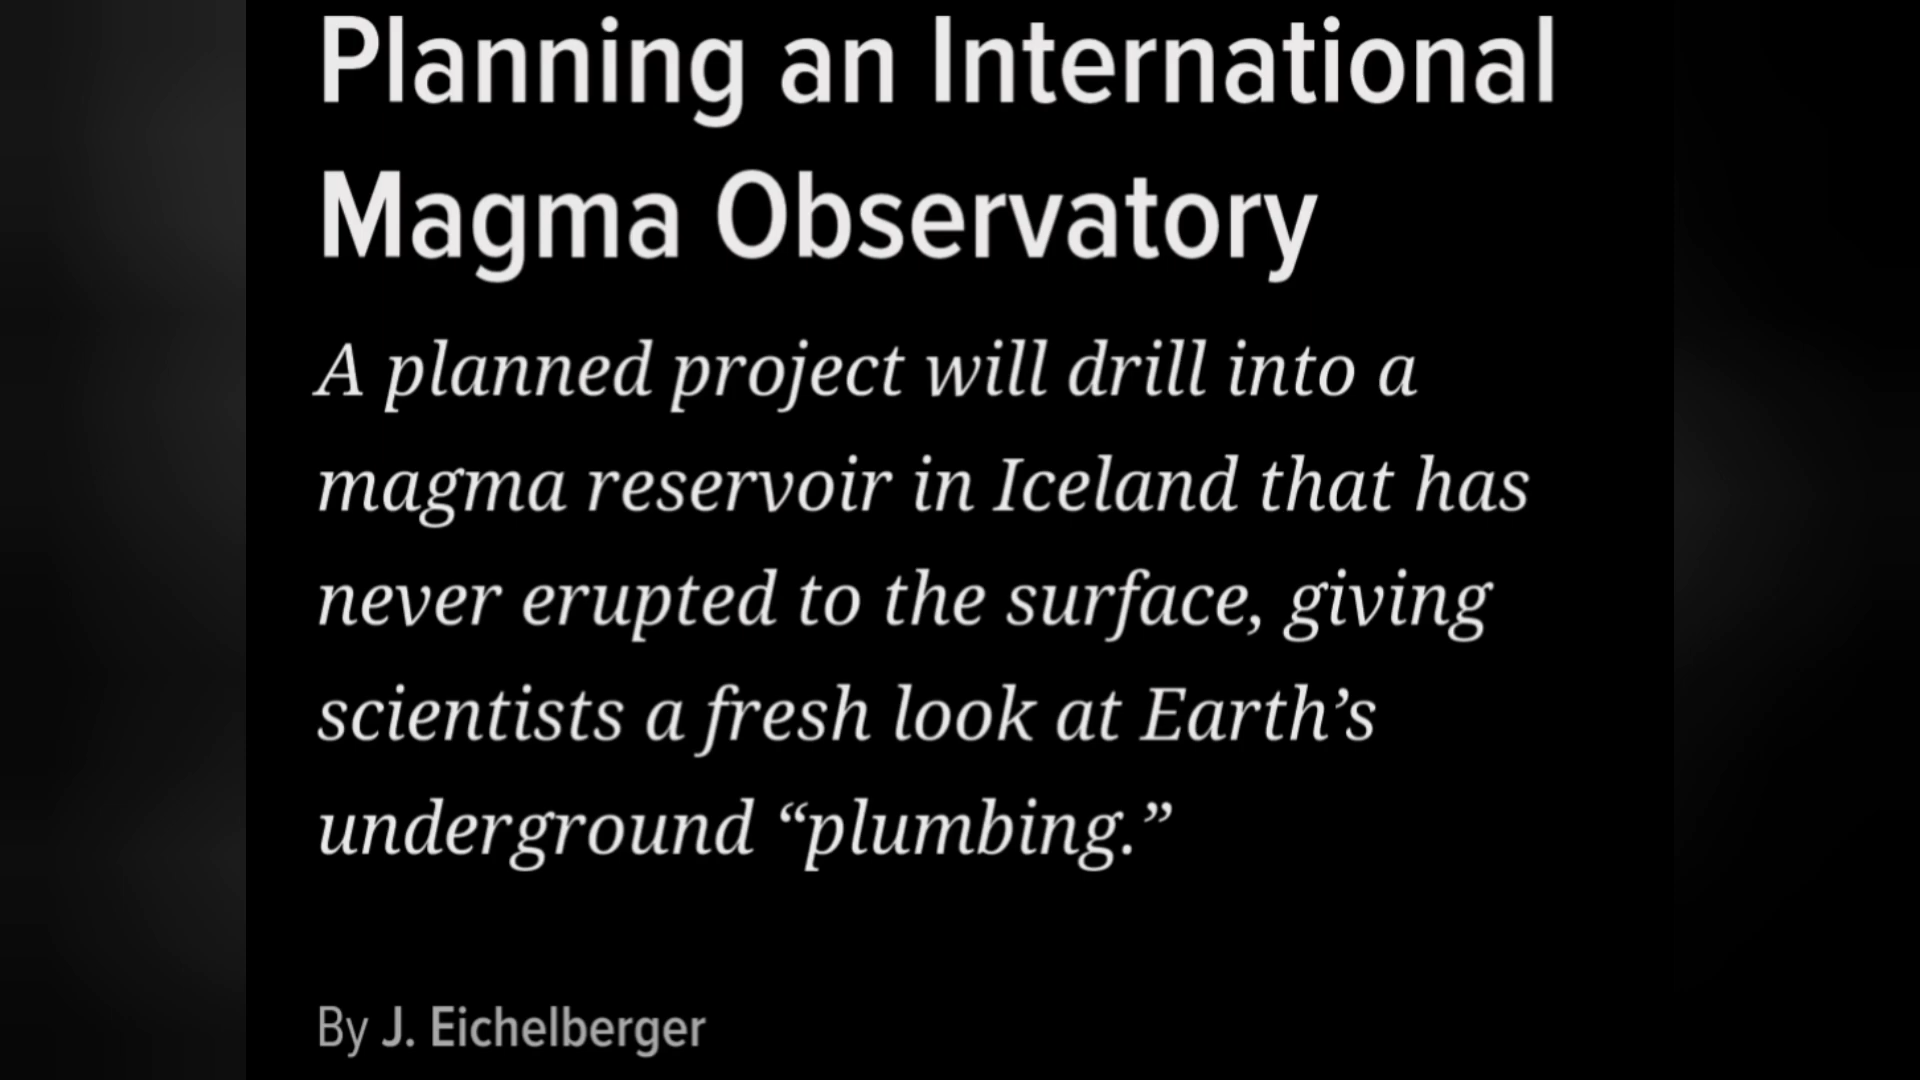 Planning an International
Magma Observatory
A planned project will drill into a
magma reservoir in Iceland that has
never erupted to the surface, giving
scientists a fresh look at Earth’s
underground “plumbing.”
By J. Eichelberger